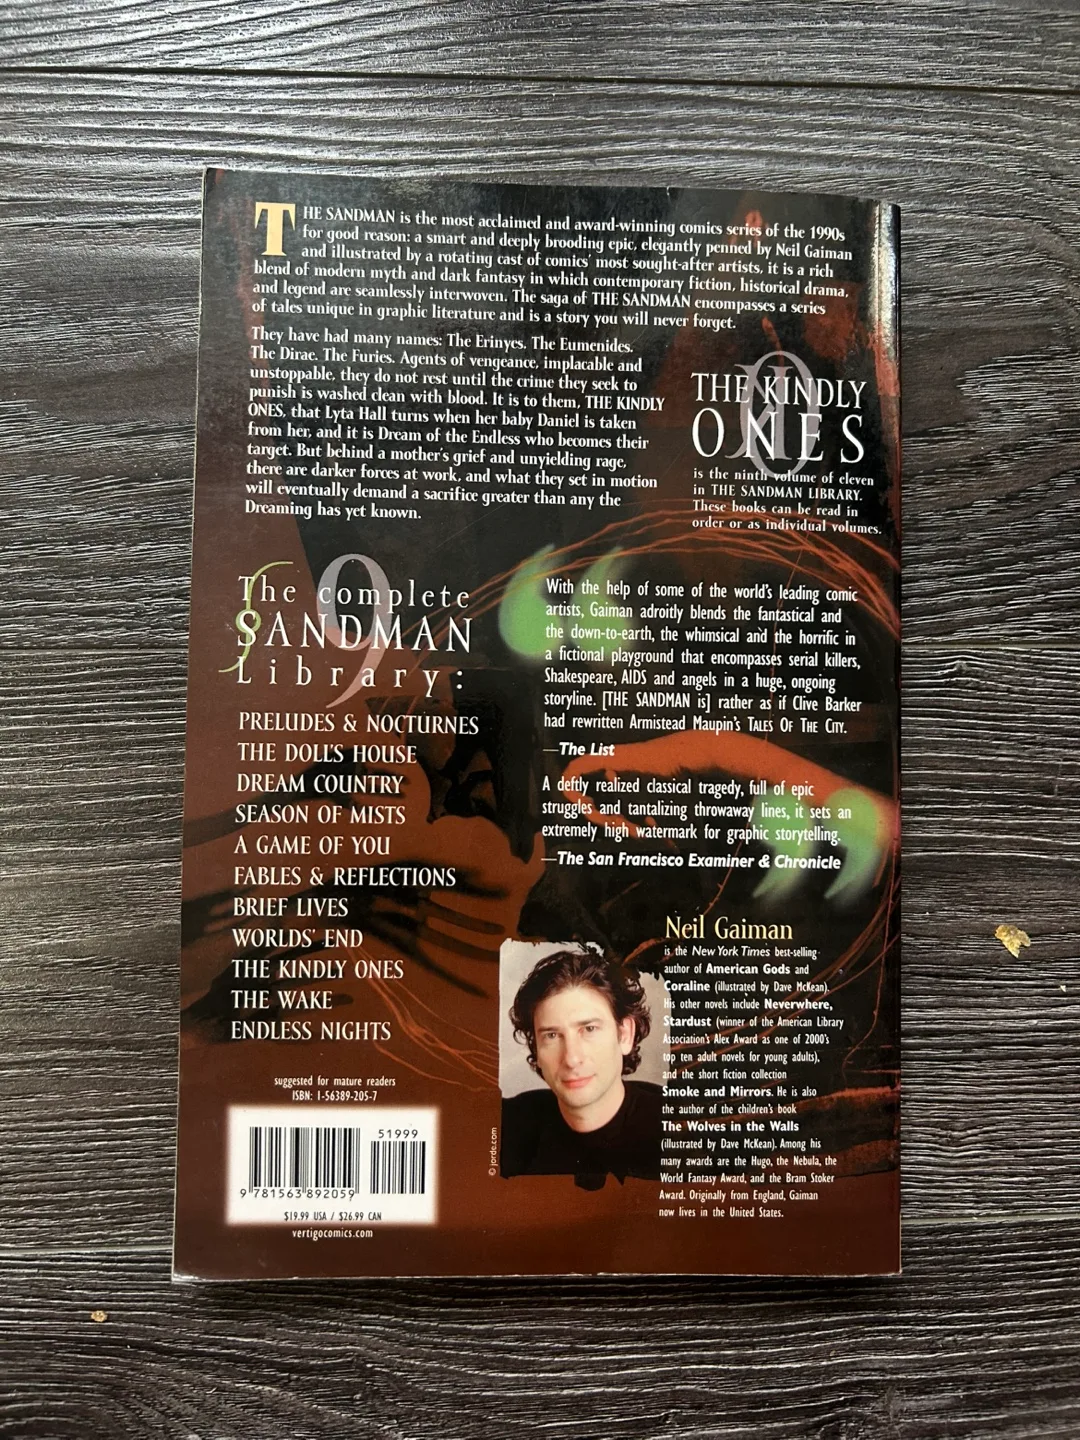 THE SANDMAN is the most acclaimed and award-winning comics series of the 1990s
for good reason: a smart and deeply brooding epic, elegantly penned by Neil Gaiman
and illustrated by a rotating cast of comics' most sought-after artists, it is a rich
blend of modern myth and dark fantasy in which contemporary fiction, historical drama,
and legend are seamlessly interwoven. The saga of THE SANDMAN encompasses a series
of tales unique in graphic literature and is a story you will never forget.
They have had many names: The Erinyes. The Eumenides.
The Dirae. The Furies. Agents of vengeance, implacable and
unstoppable, they do not rest until the crime they seek to
punish is washed clean with blood. It is to them, THE KINDLY
ONES, that Lyta Hall turns when her baby Daniel is taken
from her, and it is Dream of the Endless who becomes their
target. But behind a mother's grief and unyielding rage,
there are darker forces at work, and what they set in motion
will eventually demand a sacrifice greater than any the
Dreaming has yet known.
THE KINDLY
ONES
is the ninth volume of eleven
in THE SANDMAN LIBRARY.
These books can be read in
order or as individual volumes.
9
The complete
SANDMAN
Library:
PRELUDES & NOCTURNES
THE DOLL'S HOUSE
DREAM COUNTRY
SEASON OF MISTS
A GAME OF YOU
FABLES & REFLECTIONS
BRIEF LIVES
WORLDS' END
THE KINDLY ONES
THE WAKE
ENDLESS NIGHTS
suggested for mature readers
ISBN: 1-56389-205-7
51999
9 781563 892059
$19.99 USA / $26.99 CAN
vertigocomics.com
With the help of some of the world's leading comic
artists, Gaiman adroitly blends the fantastical and
the down-to-earth, the whimsical and the horrific in
a fictional playground that encompasses serial killers,
Shakespeare, AIDS and angels in a huge, ongoing
storyline. [THE SANDMAN is] rather as if Clive Barker
had rewritten Armistead Maupin's TALES OF THE CITY.
—The List
A deftly realized classical tragedy, full of epic
struggles and tantalizing throwaway lines, it sets an
extremely high watermark for graphic storytelling.
—The San Francisco Examiner & Chronicle
Neil Gaiman
is the New York Times best-selling
author of American Gods and
Coraline (illustrated by Dave McKean).
His other novels include Neverwhere,
Stardust (winner of the American Library
Association's Alex Award as one of 2000's
top ten adult novels for young adults),
and the short fiction collection
Smoke and Mirrors. He is also
the author of the children's book
The Wolves in the Walls
(illustrated by Dave McKean). Among his
many awards are the Hugo, the Nebula, the
World Fantasy Award, and the Bram Stoker
Award. Originally from England, Gaiman
now lives in the United States.
© jorde.com